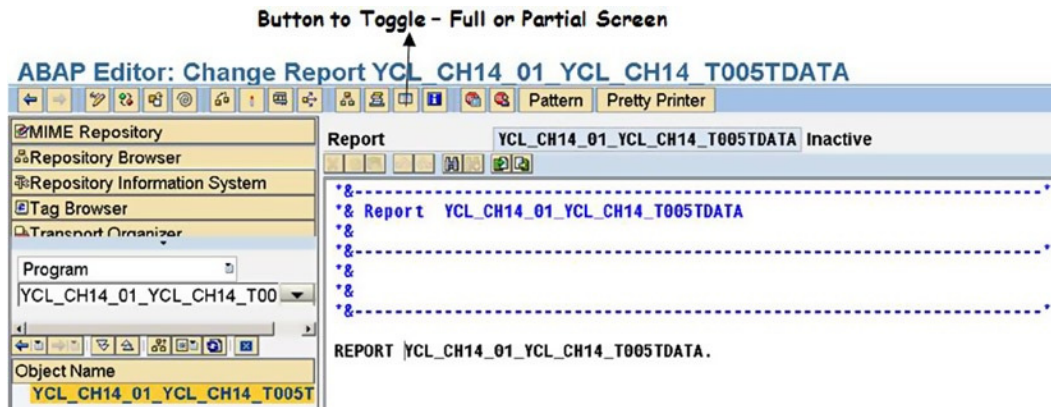 Button to Toggle – Full or Partial Screen
ABAP Editor: Change Report YCL_CH14_01_YCL_CH14_T005TDATA
Pattern Pretty Printer
MIME Repository
Repository Browser
Repository Information System
Tag Browser
Transport Organizer
Program
YCL_CH14_01_YCL_CH14_T00
Object Name
YCL_CH14_01_YCL_CH14_T005T
Report YCL_CH14_01_YCL_CH14_T005TDATA Inactive
*&---------------------------------------------------------------------*
*& Report YCL_CH14_01_YCL_CH14_T005TDATA
*&
*&---------------------------------------------------------------------*
*&
*&
*&---------------------------------------------------------------------*
REPORT YCL_CH14_01_YCL_CH14_T005TDATA.